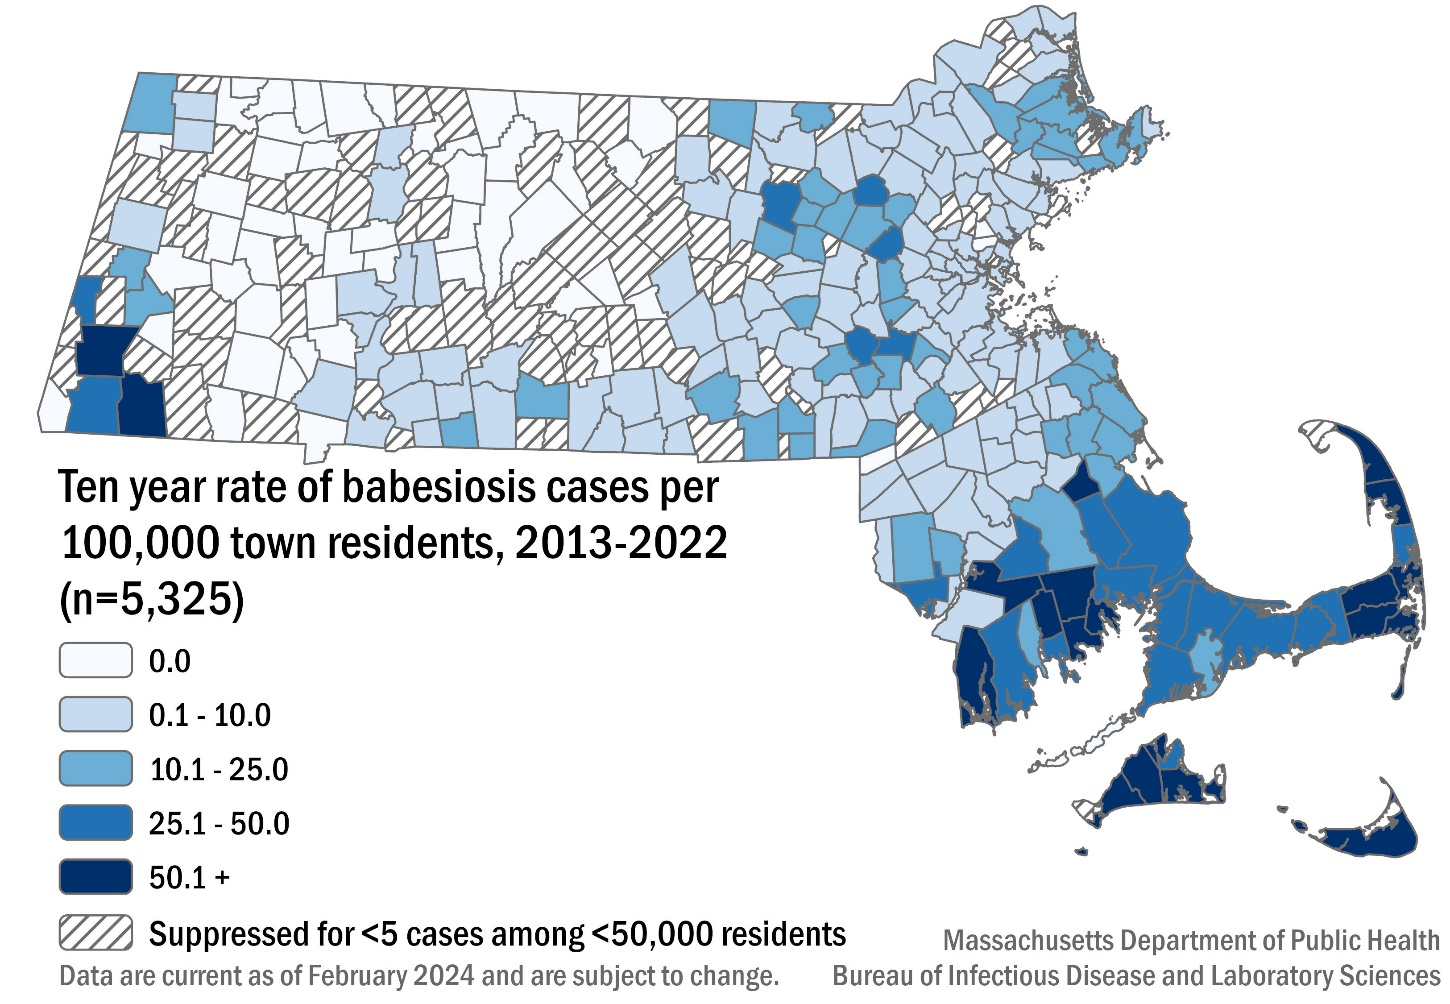 Ten year rate of babesiosis cases per
100,000 town residents, 2013-2022
(n=5,325)
0.0
0.1 - 10.0
10.1 - 25.0
25.1 - 50.0
50.1 +
Suppressed for <5 cases among <50,000 residents
Data are current as of February 2024 and are subject to change.
Massachusetts Department of Public Health
Bureau of Infectious Disease and Laboratory Sciences